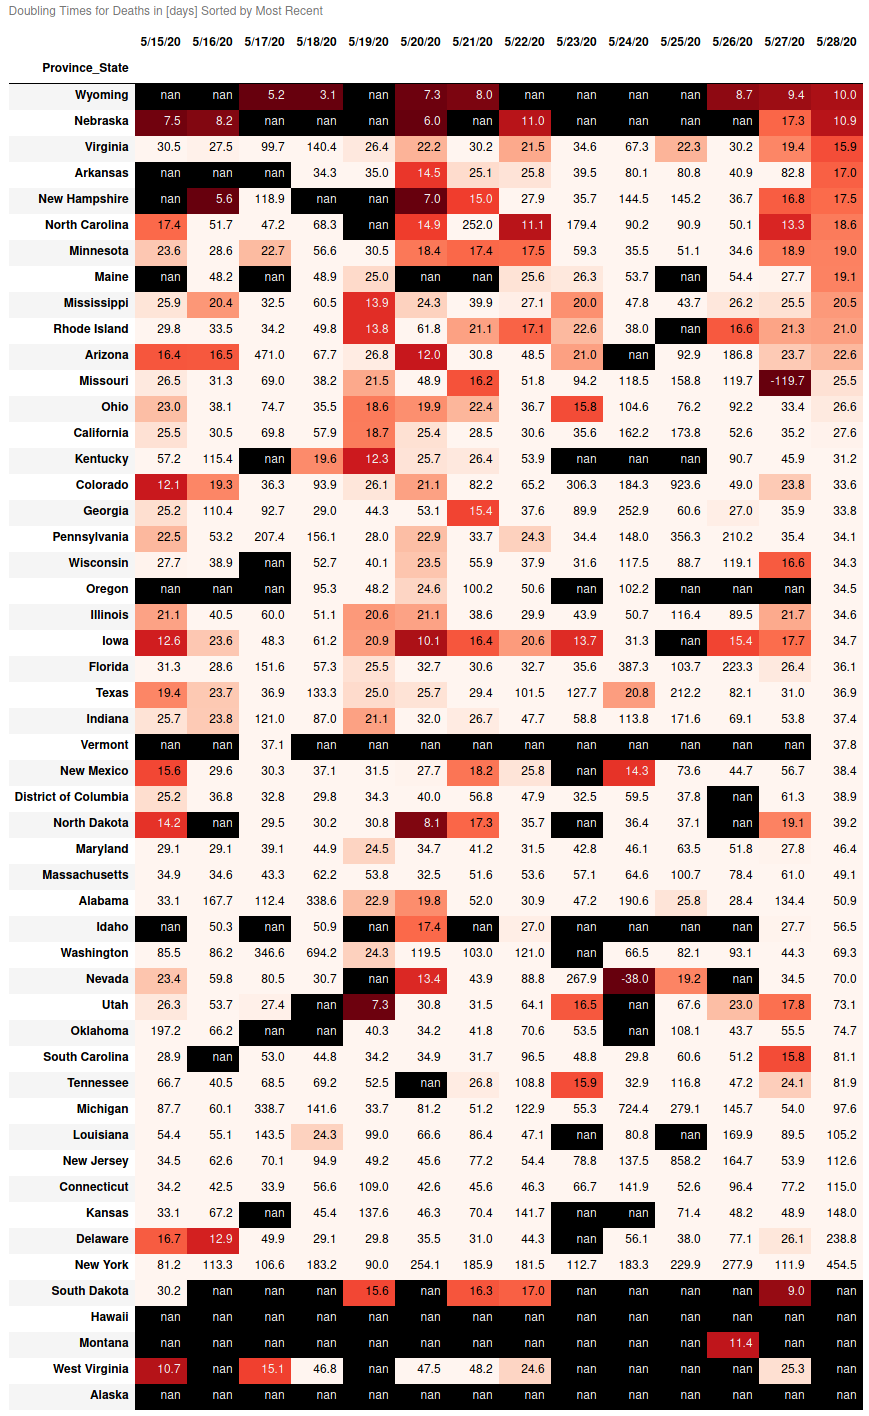 Doubling Times for Deaths in [days] Sorted by Most Recent
5/15/20 5/16/20 5/17/20 5/18/20 5/19/20 5/20/20 5/21/20 5/22/20 5/23/20 5/24/20 5/25/20 5/26/20 5/27/20 5/28/20
Province_State
Wyoming nan nan 5.2 3.1 nan 7.3 8.0 nan nan nan nan 8.7 9.4 10.0
Nebraska 7.5 8.2 nan nan nan 6.0 nan 11.0 nan nan nan nan 17.3 10.9
Virginia 30.5 27.5 99.7 140.4 26.4 22.2 30.2 21.5 34.6 67.3 22.3 30.2 19.4 15.9
Arkansas nan nan nan 34.3 35.0 14.5 25.1 25.8 39.5 80.1 80.8 40.9 82.8 17.0
New Hampshire nan 5.6 118.9 nan nan 7.0 15.0 27.9 35.7 144.5 145.2 36.7 16.8 17.5
North Carolina 17.4 51.7 47.2 68.3 nan 14.9 252.0 11.1 179.4 90.2 90.9 50.1 13.3 18.6
Minnesota 23.6 28.6 22.7 56.6 30.5 18.4 17.4 17.5 59.3 35.5 51.1 34.6 18.9 19.0
Maine nan 48.2 nan 48.9 25.0 nan nan 25.6 26.3 53.7 nan 54.4 27.7 19.1
Mississippi 25.9 20.4 32.5 60.5 13.9 24.3 39.9 27.1 20.0 47.8 43.7 26.2 25.5 20.5
Rhode Island 29.8 33.5 34.2 49.8 13.8 61.8 21.1 17.1 22.6 38.0 nan 16.6 21.3 21.0
Arizona 16.4 16.5 471.0 67.7 26.8 12.0 30.8 48.5 21.0 nan 92.9 186.8 23.7 22.6
Missouri 26.5 31.3 69.0 38.2 21.5 48.9 16.2 51.8 94.2 118.5 158.8 119.7 -119.7 25.5
Ohio 23.0 38.1 74.7 35.5 18.6 19.9 22.4 36.7 15.8 104.6 76.2 92.2 33.4 26.6
California 25.5 30.5 69.8 57.9 18.7 25.4 28.5 30.6 35.6 162.2 173.8 52.6 35.2 27.6
Kentucky 57.2 115.4 nan 19.6 12.3 25.7 26.4 53.9 nan nan nan 90.7 45.9 31.2
Colorado 12.1 19.3 36.3 93.9 26.1 21.1 82.2 65.2 306.3 184.3 923.6 49.0 23.8 33.6
Georgia 25.2 110.4 92.7 29.0 44.3 53.1 15.4 37.6 89.9 252.9 60.6 27.0 35.9 33.8
Pennsylvania 22.5 53.2 207.4 156.1 28.0 22.9 33.7 24.3 34.4 148.0 356.3 210.2 35.4 34.1
Wisconsin 27.7 38.9 nan 52.7 40.1 23.5 55.9 37.9 31.6 117.5 88.7 119.1 16.6 34.3
Oregon nan nan nan 95.3 48.2 24.6 100.2 50.6 nan 102.2 nan nan nan 34.5
Illinois 21.1 40.5 60.0 51.1 20.6 21.1 38.6 29.9 43.9 50.7 116.4 89.5 21.7 34.6
Iowa 12.6 23.6 48.3 61.2 20.9 10.1 16.4 20.6 13.7 31.3 nan 15.4 17.7 34.7
Florida 31.3 28.6 151.6 57.3 25.5 32.7 30.6 32.7 35.6 387.3 103.7 223.3 26.4 36.1
Texas 19.4 23.7 36.9 133.3 25.0 25.7 29.4 101.5 127.7 20.8 212.2 82.1 31.0 36.9
Indiana 25.7 23.8 121.0 87.0 21.1 32.0 26.7 47.7 58.8 113.8 171.6 69.1 53.8 37.4
Vermont nan nan 37.1 nan nan nan nan nan nan nan nan nan nan 37.8
New Mexico 15.6 29.6 30.3 37.1 31.5 27.7 18.2 25.8 nan 14.3 73.6 44.7 56.7 38.4
District of Columbia 25.2 36.8 32.8 29.8 34.3 40.0 56.8 47.9 32.5 59.5 37.8 nan 61.3 38.9
North Dakota 14.2 nan 29.5 30.2 30.8 8.1 17.3 35.7 nan 36.4 37.1 nan 19.1 39.2
Maryland 29.1 29.1 39.1 44.9 24.5 34.7 41.2 31.5 42.8 46.1 63.5 51.8 27.8 46.4
Massachusetts 34.9 34.6 43.3 62.2 53.8 32.5 51.6 53.6 57.1 64.6 100.7 78.4 61.0 49.1
Alabama 33.1 167.7 112.4 338.6 22.9 19.8 52.0 30.9 47.2 190.6 25.8 28.4 134.4 50.9
Idaho nan 50.3 nan 50.9 nan 17.4 nan 27.0 nan nan nan nan 27.7 56.5
Washington 85.5 86.2 346.6 694.2 24.3 119.5 103.0 121.0 nan 66.5 82.1 93.1 44.3 69.3
Nevada 23.4 59.8 80.5 30.7 nan 13.4 43.9 88.8 267.9 -38.0 19.2 nan 34.5 70.0
Utah 26.3 53.7 27.4 nan 7.3 30.8 31.5 64.1 16.5 nan 67.6 23.0 17.8 73.1
Oklahoma 197.2 66.2 nan nan 40.3 34.2 41.8 70.6 53.5 nan 108.1 43.7 55.5 74.7
South Carolina 28.9 nan 53.0 44.8 34.2 34.9 31.7 96.5 48.8 29.8 60.6 51.2 15.8 81.1
Tennessee 66.7 40.5 68.5 69.2 52.5 nan 26.8 108.8 15.9 32.9 116.8 47.2 24.1 81.9
Michigan 87.7 60.1 338.7 141.6 33.7 81.2 51.2 122.9 55.3 724.4 279.1 145.7 54.0 97.6
Louisiana 54.4 55.1 143.5 24.3 99.0 66.6 86.4 47.1 nan 80.8 nan 169.9 89.5 105.2
New Jersey 34.5 62.6 70.1 94.9 49.2 45.6 77.2 54.4 78.8 137.5 858.2 164.7 53.9 112.6
Connecticut 34.2 42.5 33.9 56.6 109.0 42.6 45.6 46.3 66.7 141.9 52.6 96.4 77.2 115.0
Kansas 33.1 67.2 nan 45.4 137.6 46.3 70.4 141.7 nan nan 71.4 48.2 48.9 148.0
Delaware 16.7 12.9 49.9 29.1 29.8 35.5 31.0 44.3 nan 56.1 38.0 77.1 26.1 238.8
New York 81.2 113.3 106.6 183.2 90.0 254.1 185.9 181.5 112.7 183.3 229.9 277.9 111.9 454.5
South Dakota 30.2 nan nan nan 15.6 nan 16.3 17.0 nan nan nan nan 9.0 nan
Hawaii nan nan nan nan nan nan nan nan nan nan nan nan nan nan
Montana nan nan nan nan nan nan nan nan nan nan nan 11.4 nan nan
West Virginia 10.7 nan 15.1 46.8 nan 47.5 48.2 24.6 nan nan nan nan 25.3 nan
Alaska nan nan nan nan nan nan nan nan nan nan nan nan nan nan